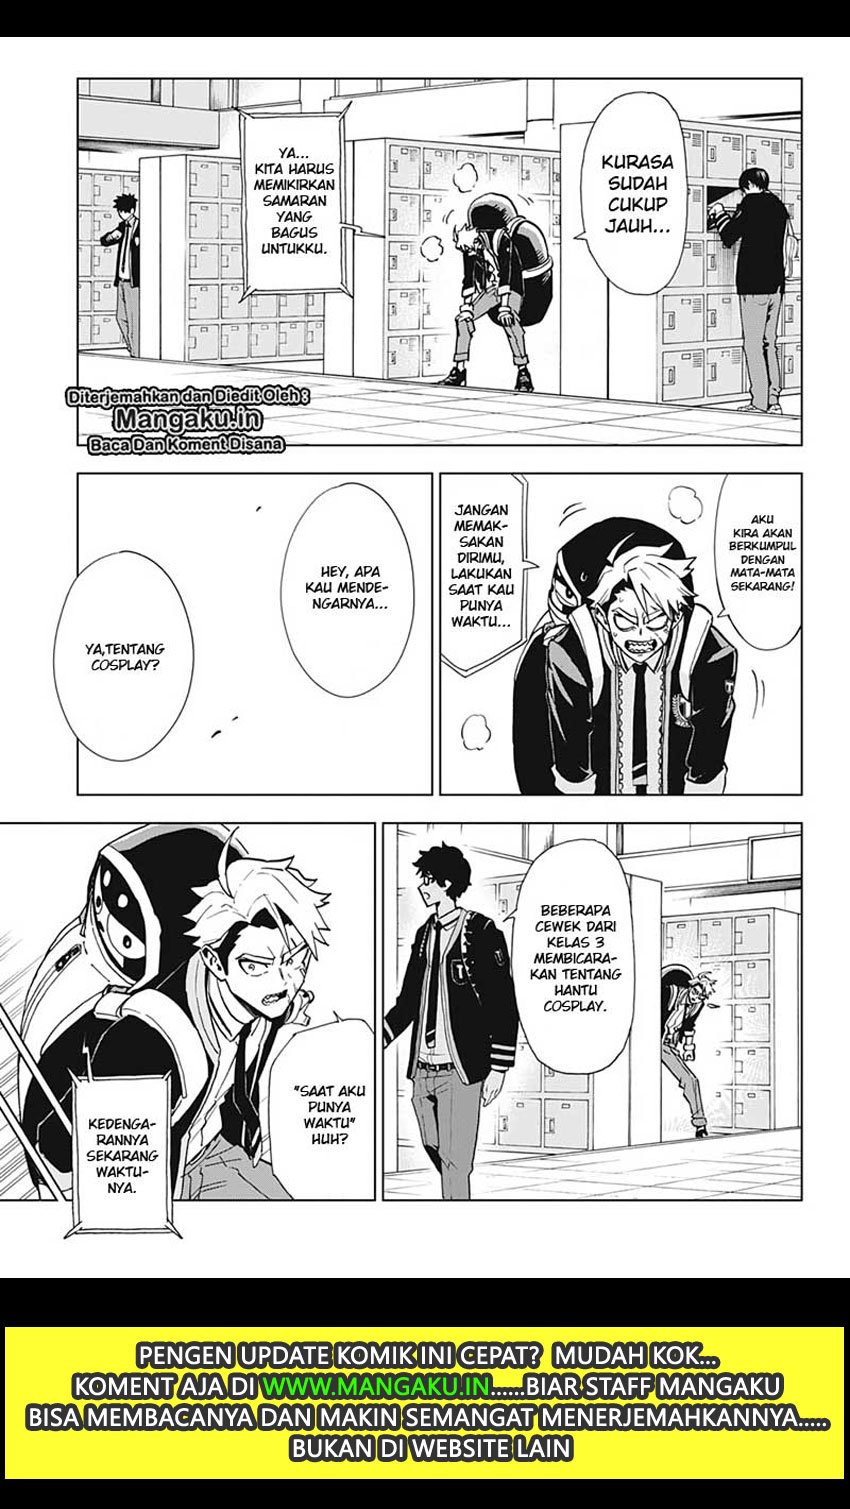 KURASA
SUDAH
CUKUP
JAUH...
YA...
KITA HARUS
MEMIKIRKAN
SAMARAN
YANG
BAGUS
UNTUKKU.
Diterjemahkan dan Diedit Oleh :
Mangaku.in
Baca Dan Koment Disana
AKU
KIRA AKAN
BERKUMPUL
DENGAN
MATA-MATA
SEKARANG!
JANGAN
MEMAK-
SAKAN
DIRIMU,
LAKUKAN
SAAT KAU
PUNYA
WAKTU...
HEY, APA
KAU MENDE-
NGARNYA...
YA,TENTANG
COSPLAY?
BEBERAPA
CEWEK DARI
KELAS 3
MEMBICARA-
KAN TENTANG
HANTU
COSPLAY.
"SAAT AKU
PUNYA
WAKTU"
HUH?
KEDENGA-
RANNYA
SEKARANG
WAKTU-
NYA.
PENGEN UPDATE KOMIK INI CEPAT? MUDAH KOK...
KOMENT AJA DI WWW.MANGAKU.IN......BIAR STAFF MANGAKU
BISA MEMBACANYA DAN MAKIN SEMANGAT MENERJEMAHKANNYA.....
BUKAN DI WEBSITE LAIN